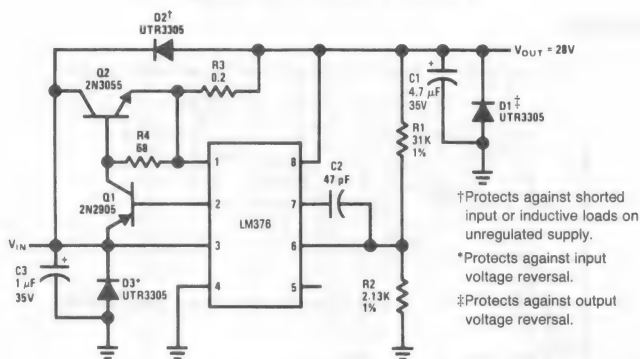 D2†
UTR3305
VOUT = 28V
Q2
2N3055
R3
0.2
C1
4.7 μF
35V
+
D1‡
UTR3305
R4
68
R1
31K
1%
1
8
C2
47 pF
Q1
2N2905
2
7
LM376
VIN
3
6
C3
1 μF
35V
+
D3*
UTR3305
4
5
R2
2.13K
1%
†Protects against shorted
input or inductive loads on
unregulated supply.
*Protects against input
voltage reversal.
‡Protects against output
voltage reversal.